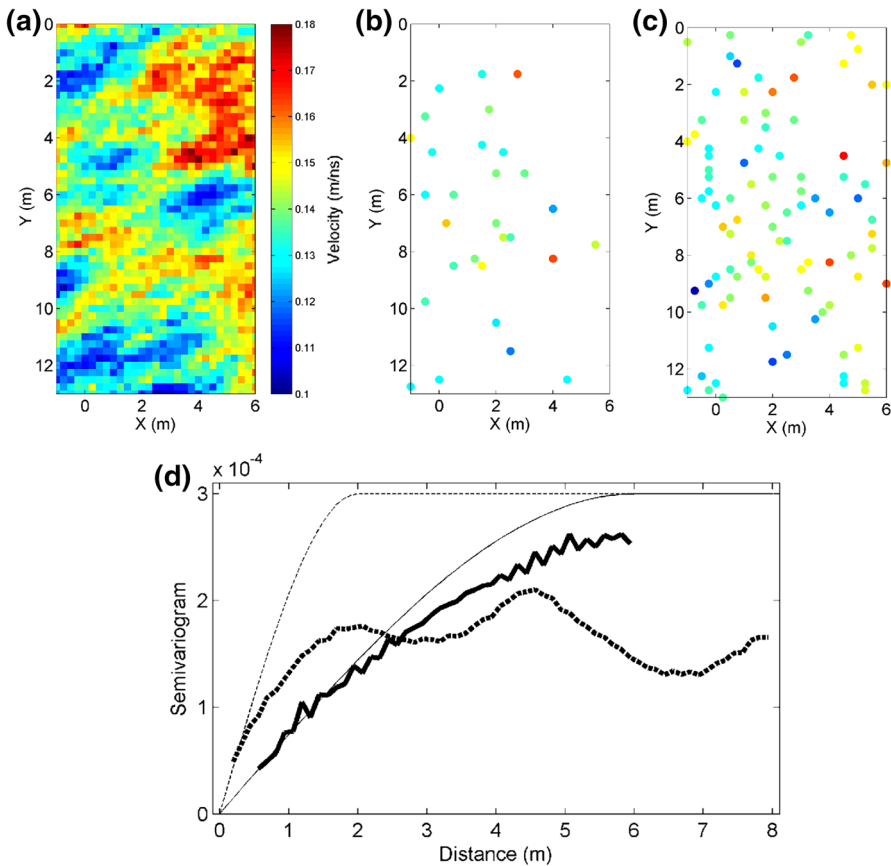 (a)
0
2
4
6
8
10
12
Y (m)
0 2 4 6
X (m)
0.18
0.17
0.16
0.15
0.14
0.13
0.12
0.11
0.1
Velocity (m/ns)
(b)
0
2
4
6
8
10
12
Y (m)
0 2 4 6
X (m)
(c)
0
2
4
6
8
10
12
Y (m)
0 2 4 6
X (m)
(d)
x 10^-4
3
2
1
0
Semivariogram
0 1 2 3 4 5 6 7 8
Distance (m)